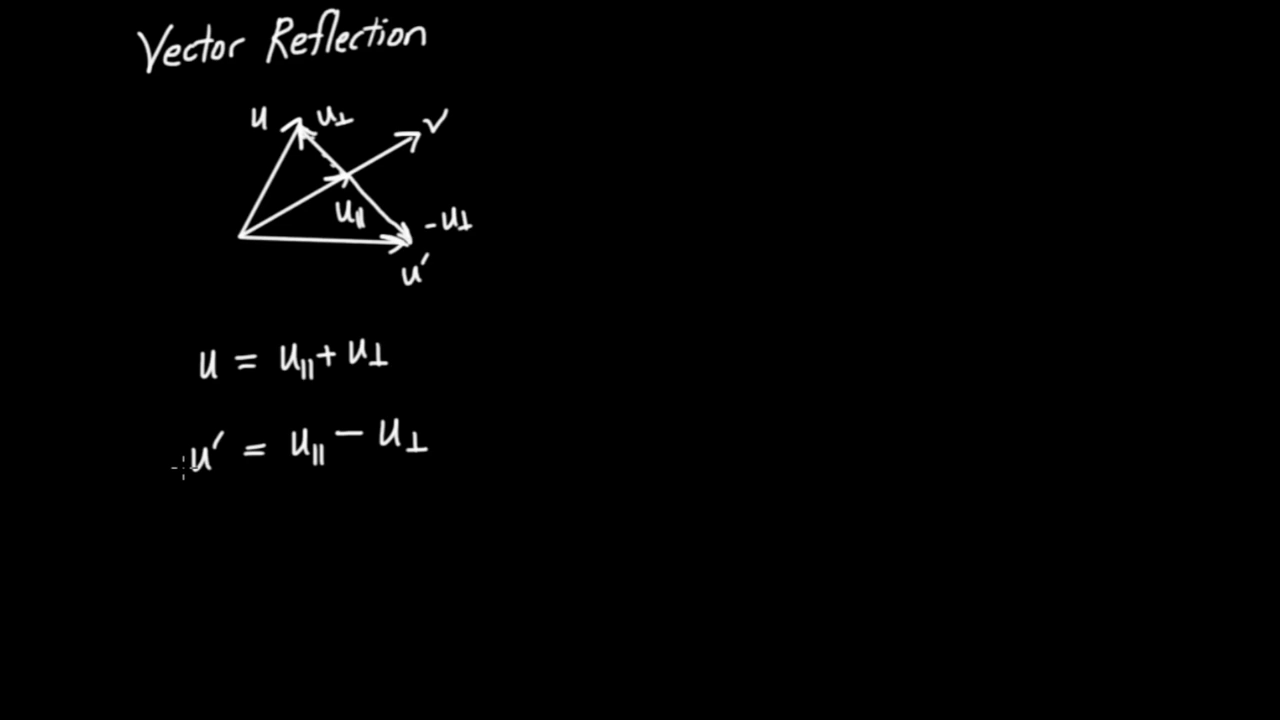 Vector Reflection
u u⊥ v
u∥ -u⊥
u′
u = u∥ + u⊥
u′ = u∥ − u⊥